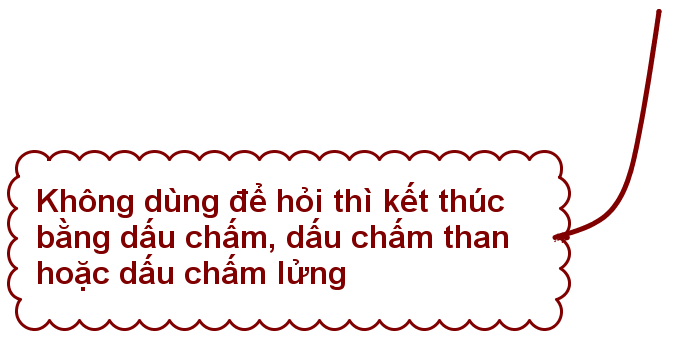 Không dùng để hỏi thì kết thúc
bằng dấu chấm, dấu chấm than
hoặc dấu chấm lửng